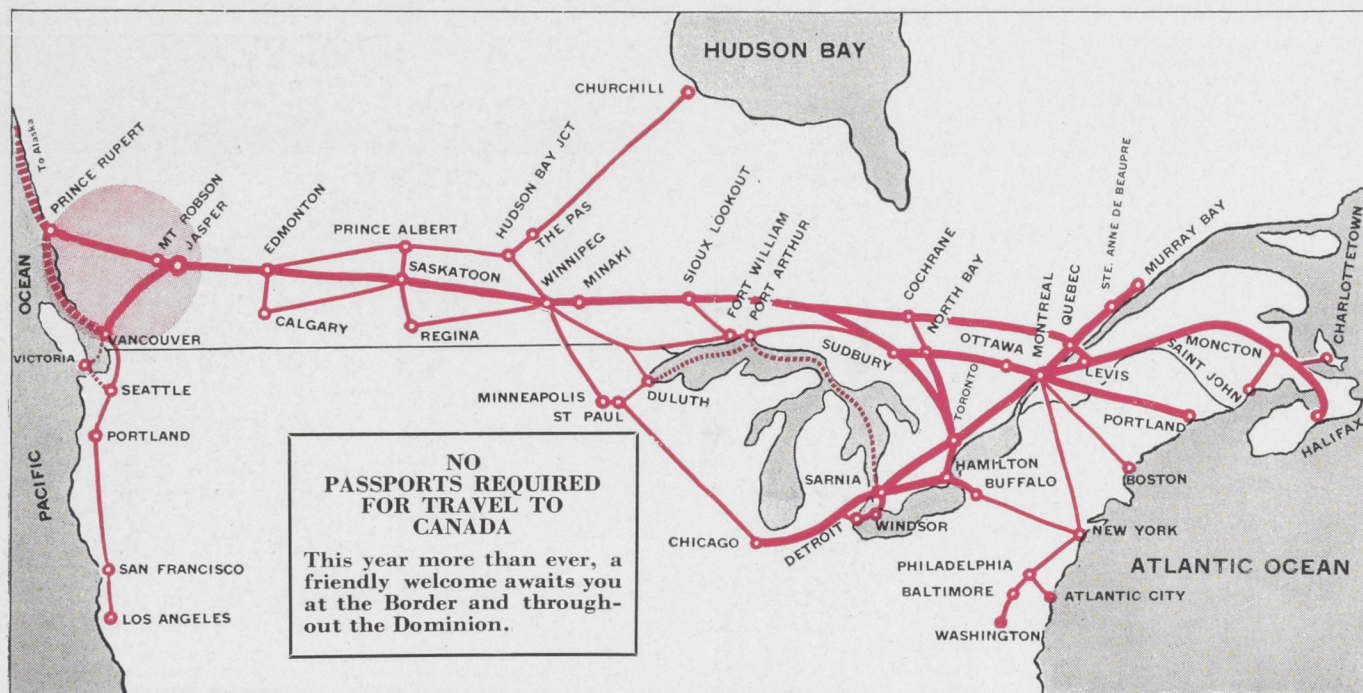 HUDSON BAY
CHURCHILL
To Alaska
PRINCE RUPERT
MT ROBSON
JASPER
EDMONTON
PRINCE ALBERT
HUDSON BAY JCT
THE PAS
SASKATOON
WINNIPEG
MINAKI
SIOUX LOOKOUT
FORT WILLIAM
PORT ARTHUR
COCHRANE
NORTH BAY
MONTREAL
QUEBEC
STE. ANNE DE BEAUPRE
MURRAY BAY
CHARLOTTETOWN
PACIFIC OCEAN
CALGARY
REGINA
VANCOUVER
VICTORIA
SEATTLE
PORTLAND
SAN FRANCISCO
LOS ANGELES
MINNEAPOLIS
ST PAUL
DULUTH
SUDBURY
OTTAWA
TORONTO
LEVIS
SAINT JOHN
MONCTON
PORTLAND
HALIFAX
SARNIA
HAMILTON
BUFFALO
BOSTON
CHICAGO
DETROIT
WINDSOR
NEW YORK
PHILADELPHIA
BALTIMORE
ATLANTIC CITY
WASHINGTON
ATLANTIC OCEAN
NO
PASSPORTS REQUIRED
FOR TRAVEL TO
CANADA
This year more than ever, a
friendly welcome awaits you
at the Border and through-
out the Dominion.